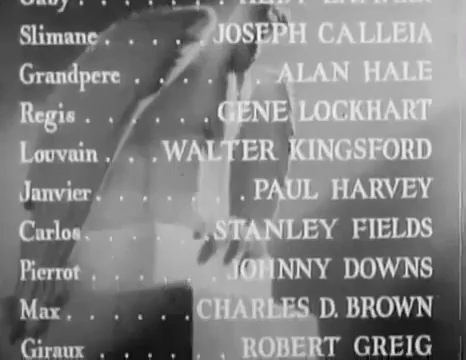 Slimane . . . . . JOSEPH CALLEIA
Grandpere . . . . . ALAN HALE
Regis . . . . . . GENE LOCKHART
Louvain . . . WALTER KINGSFORD
Janvier . . . . . . . PAUL HARVEY
Carlos . . . . . STANLEY FIELDS
Pierrot . . . . . . JOHNNY DOWNS
Max . . . . . CHARLES D. BROWN
Giraux . . . . . . ROBERT GREIG